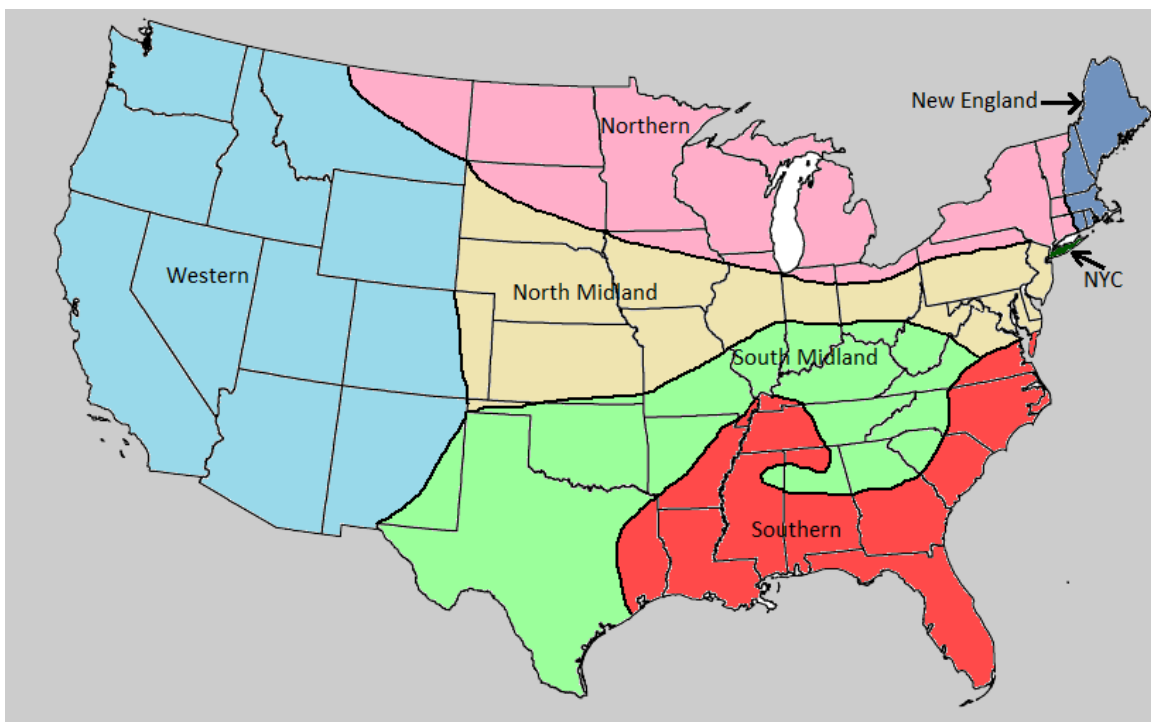 New England
Northern
NYC
Western
North Midland
South Midland
Southern